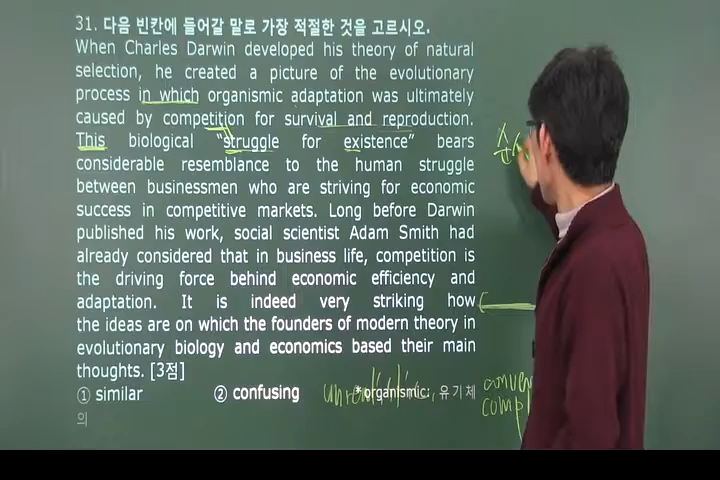 31. 다음 빈칸에 들어갈 말로 가장 적절한 것을 고르시오.
When Charles Darwin developed his theory of natural
selection, he created a picture of the evolutionary
process in which organismic adaptation was ultimately
caused by competition for survival and reproduction.
This biological “struggle for existence” bears
considerable resemblance to the human struggle
between businessmen who are striving for economic
success in competitive markets. Long before Darwin
published his work, social scientist Adam Smith had
already considered that in business life, competition is
the driving force behind economic efficiency and
adaptation. It is indeed very striking how
the ideas are on which the founders of modern theory in
evolutionary biology and economics based their main
thoughts. [3점]
① similar ② confusing *organismic: 유기체
의